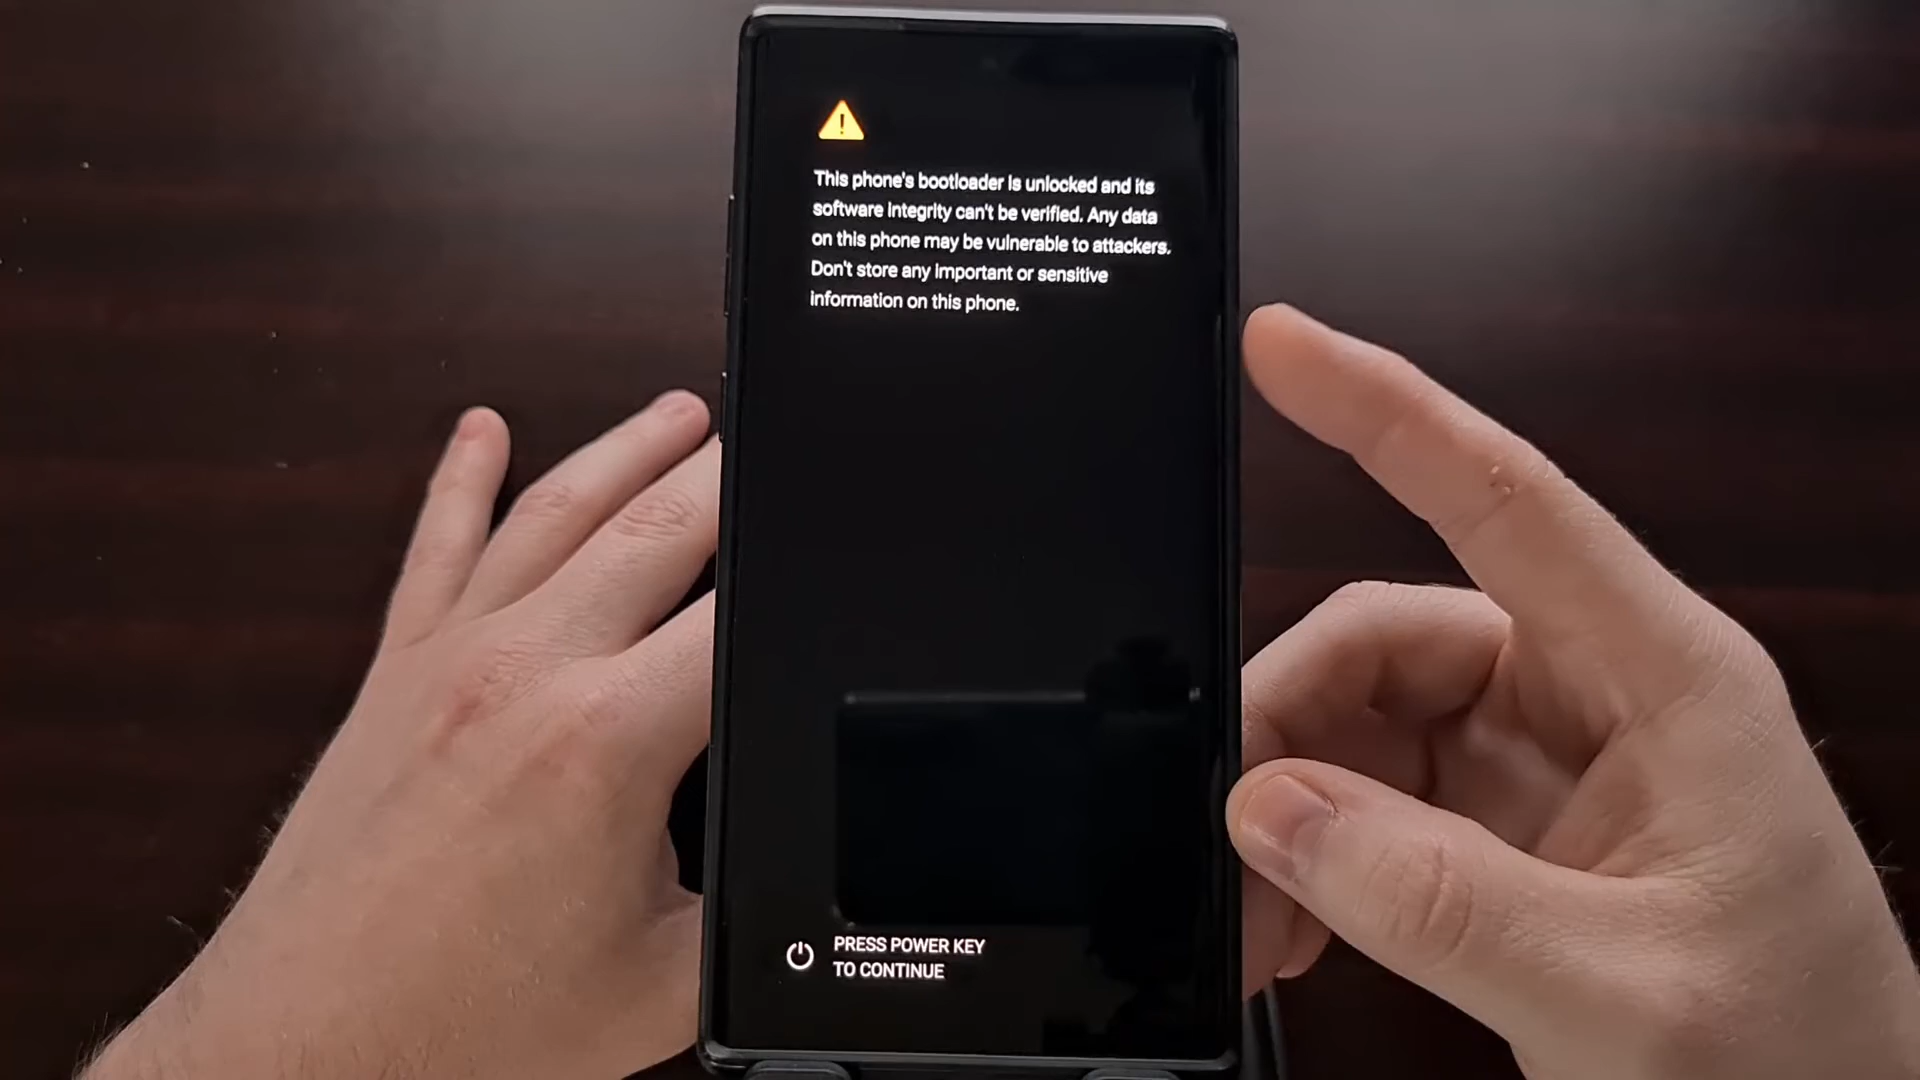 This phone's bootloader is unlocked and its
software integrity can't be verified. Any data
on this phone may be vulnerable to attackers.
Don't store any important or sensitive
information on this phone.
PRESS POWER KEY
TO CONTINUE